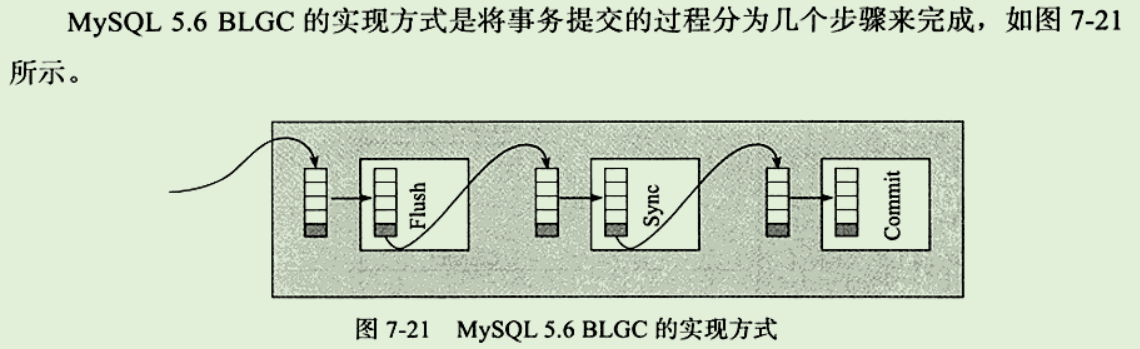 MySQL 5.6 BLGC 的实现方式是将事务提交的过程分为几个步骤来完成，如图 7-21
所示。
Flush
Sync
Commit
图 7-21 MySQL 5.6 BLGC 的实现方式